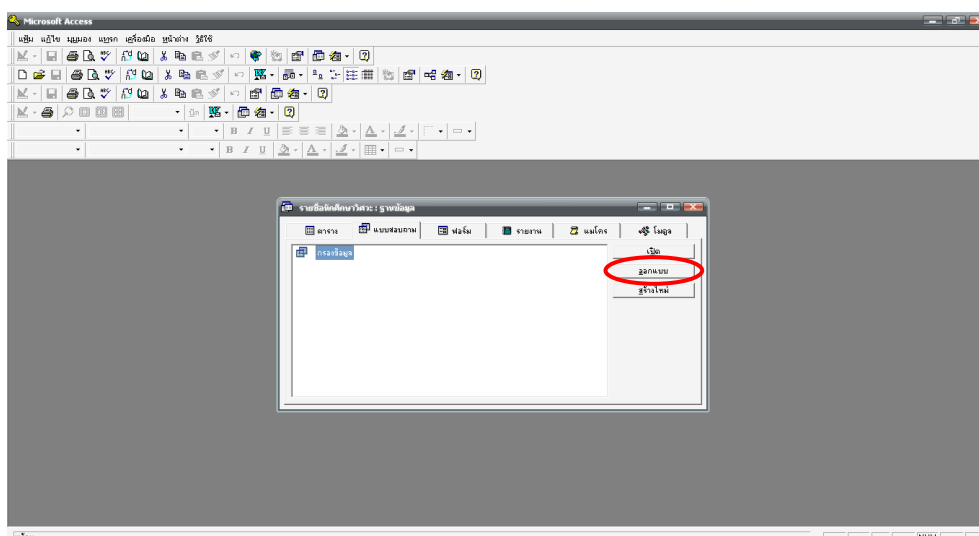 Microsoft Access
แฟ้ม แก้ไข มุมมอง แทรก เครื่องมือ หน้าต่าง วิธีใช้
B I U
B I U
รายชื่อนักศึกษาวิศวะ : ฐานข้อมูล
ตาราง แบบสอบถาม ฟอร์ม รายงาน แมโคร โมดูล
กรองข้อมูล
เปิด
ออกแบบ
สร้างใหม่